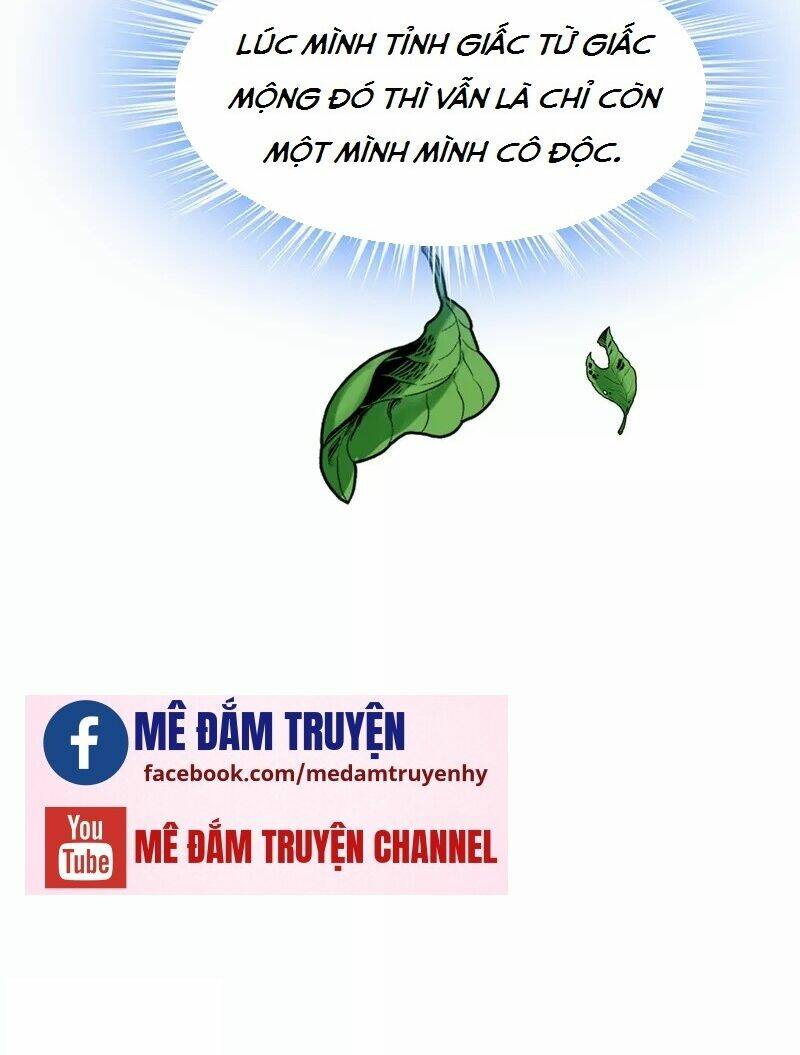 LÚC MÌNH TỈNH GIẤC TỪ GIẤC
MỘNG ĐÓ THÌ VẪN LÀ CHỈ CÒN
MỘT MÌNH MÌNH CÔ ĐỘC.
f MÊ ĐẮM TRUYỆN
facebook.com/medamtruyenhy
You
Tube
MÊ ĐẮM TRUYỆN CHANNEL